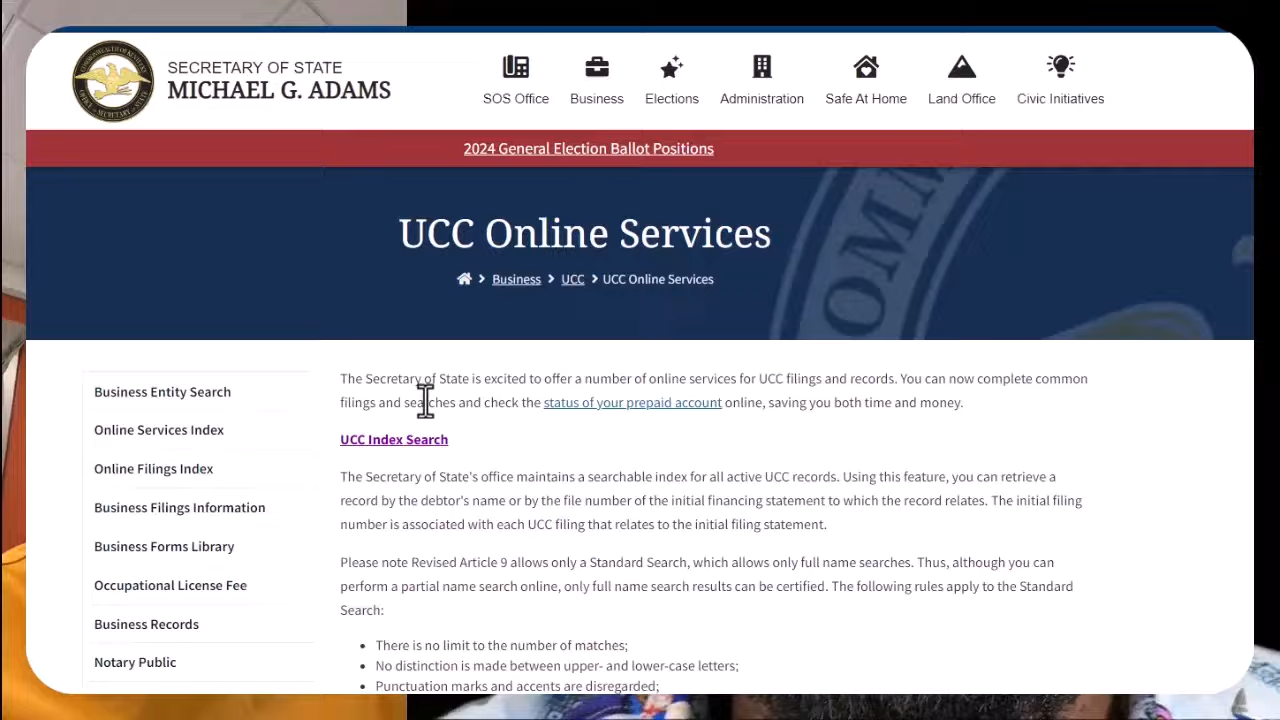 SECRETARY OF STATE
MICHAEL G. ADAMS
SOS Office
Business
Elections
Administration
Safe At Home
Land Office
Civic Initiatives
2024 General Election Ballot Positions
UCC Online Services
Business
UCC
UCC Online Services
Business Entity Search
Online Services Index
Online Filings Index
Business Filings Information
Business Forms Library
Occupational License Fee
Business Records
Notary Public
The Secretary of State is excited to offer a number of online services for UCC filings and records. You can now complete common
filings and searches and check the status of your prepaid account online, saving you both time and money.
UCC Index Search
The Secretary of State's office maintains a searchable index for all active UCC records. Using this feature, you can retrieve a
record by the debtor's name or by the file number of the initial financing statement to which the record relates. The initial filing
number is associated with each UCC filing that relates to the initial filing statement.
Please note Revised Article 9 allows only a Standard Search, which allows only full name searches. Thus, although you can
perform a partial name search online, only full name search results can be certified. The following rules apply to the Standard
Search:
• There is no limit to the number of matches;
• No distinction is made between upper- and lower-case letters;
• Punctuation marks and accents are disregarded;